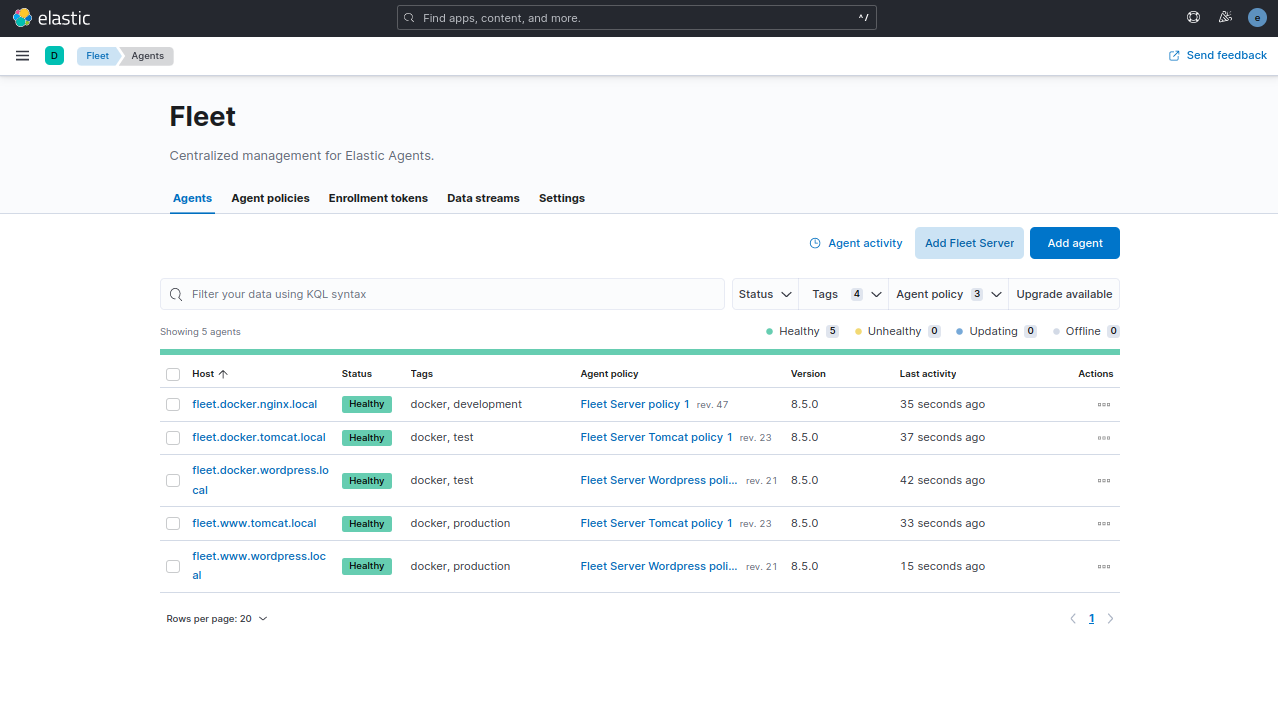 elastic
Find apps, content, and more.
^/
e
D
Fleet
Agents
Send feedback
Fleet
Centralized management for Elastic Agents.
Agents
Agent policies
Enrollment tokens
Data streams
Settings
Agent activity
Add Fleet Server
Add agent
Filter your data using KQL syntax
Status
Tags 4
Agent policy 3
Upgrade available
Showing 5 agents
Healthy 5
Unhealthy 0
Updating 0
Offline 0
Host
Status
Tags
Agent policy
Version
Last activity
Actions
fleet.docker.nginx.local
Healthy
docker, development
Fleet Server policy 1 rev. 47
8.5.0
35 seconds ago
fleet.docker.tomcat.local
Healthy
docker, test
Fleet Server Tomcat policy 1 rev. 23
8.5.0
37 seconds ago
fleet.docker.wordpress.lo
cal
Healthy
docker, test
Fleet Server Wordpress poli... rev. 21
8.5.0
42 seconds ago
fleet.www.tomcat.local
Healthy
docker, production
Fleet Server Tomcat policy 1 rev. 23
8.5.0
33 seconds ago
fleet.www.wordpress.loc
al
Healthy
docker, production
Fleet Server Wordpress poli... rev. 21
8.5.0
15 seconds ago
Rows per page: 20
1